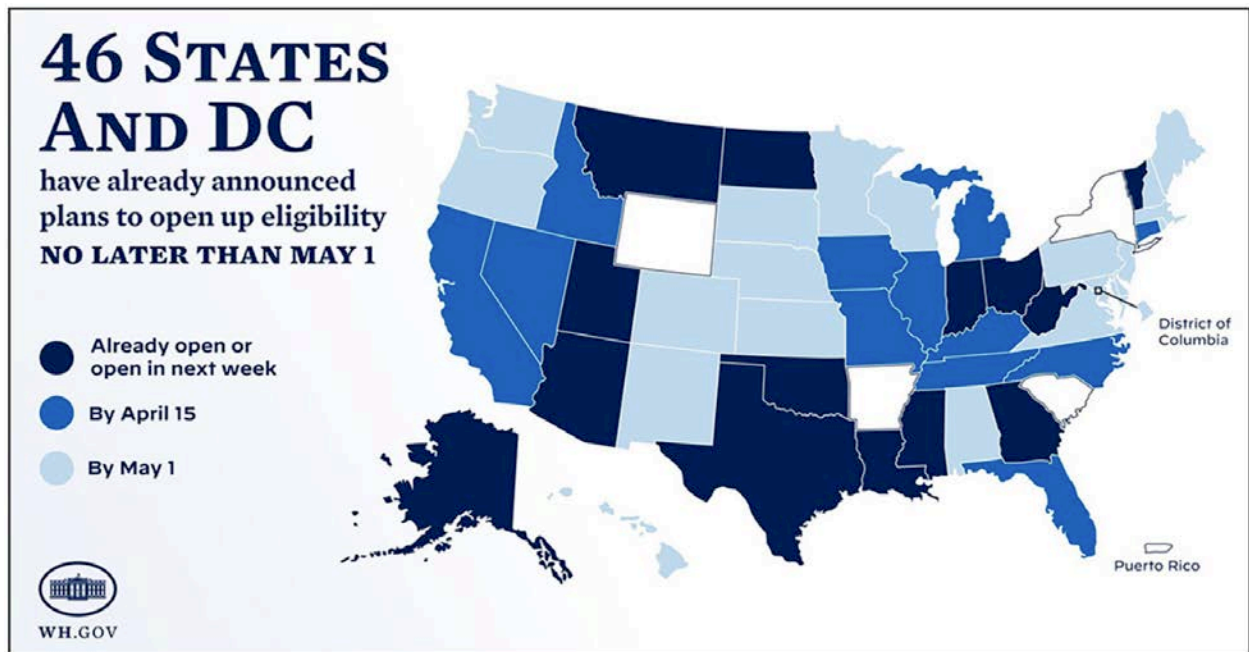 46 STATES
AND DC
have already announced
plans to open up eligibility
NO LATER THAN MAY 1
Already open or
open in next week
By April 15
By May 1
District of
Columbia
Puerto Rico
WH.GOV